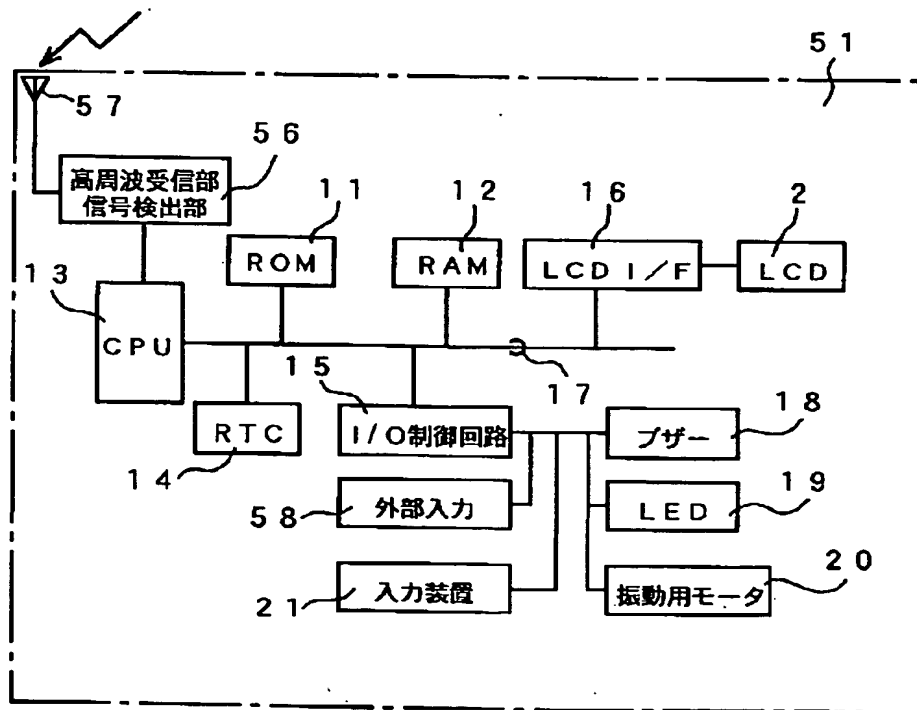 ５１
５７
５６
高周波受信部
信号検出部
１１
ROM
１２
RAM
１６
LCD I／F
２
LCD
１３
CPU
１７
１５
I/O制御回路
RTC
１４
１８
ブザー
５８
外部入力
１９
LED
２１
入力装置
２０
振動用モータ